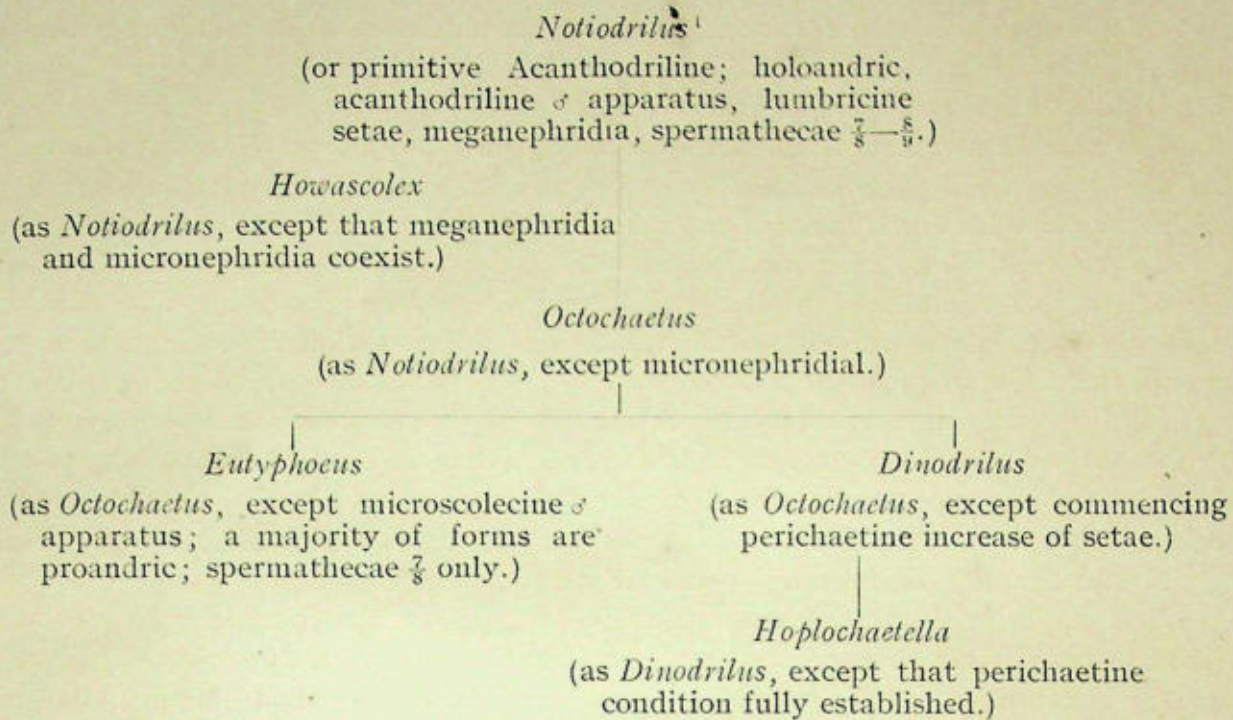 Notiodrilus¹
(or primitive Acanthodriline; holoandric,
acanthodriline ♂ apparatus, lumbricine
setae, meganephridia, spermathecae 7/8—8/9.)
Howascolex
(as Notiodrilus, except that meganephridia
and micronephridia coexist.)
Octochaetus
(as Notiodrilus, except micronephridial.)
Eutyphoeus
(as Octochaetus, except microscolecine ♂
apparatus; a majority of forms are
proandric; spermathecae 7/8 only.)
Dinodrilus
(as Octochaetus, except commencing
perichaetine increase of setae.)
Hoplochaetella
(as Dinodrilus, except that perichaetine
condition fully established.)